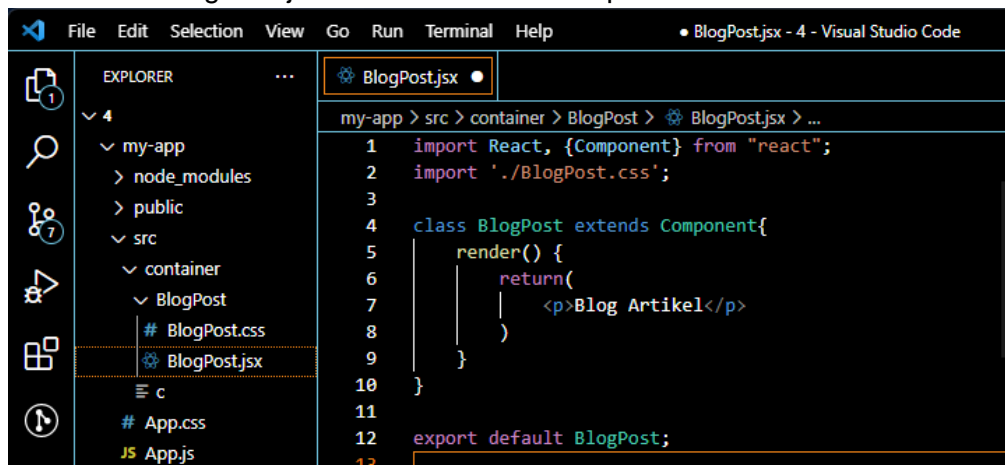 File Edit Selection View Go Run Terminal Help ● BlogPost.jsx - 4 - Visual Studio Code
EXPLORER ...
BlogPost.jsx ●
1
4
my-app
node_modules
public
7
src
container
BlogPost
# BlogPost.css
BlogPost.jsx
c
# App.css
JS App.js
my-app > src > container > BlogPost > BlogPost.jsx > ...
1 import React, {Component} from "react";
2 import './BlogPost.css';
3
4 class BlogPost extends Component{
5 render() {
6 return(
7 <p>Blog Artikel</p>
8 )
9 }
10 }
11
12 export default BlogPost;
13